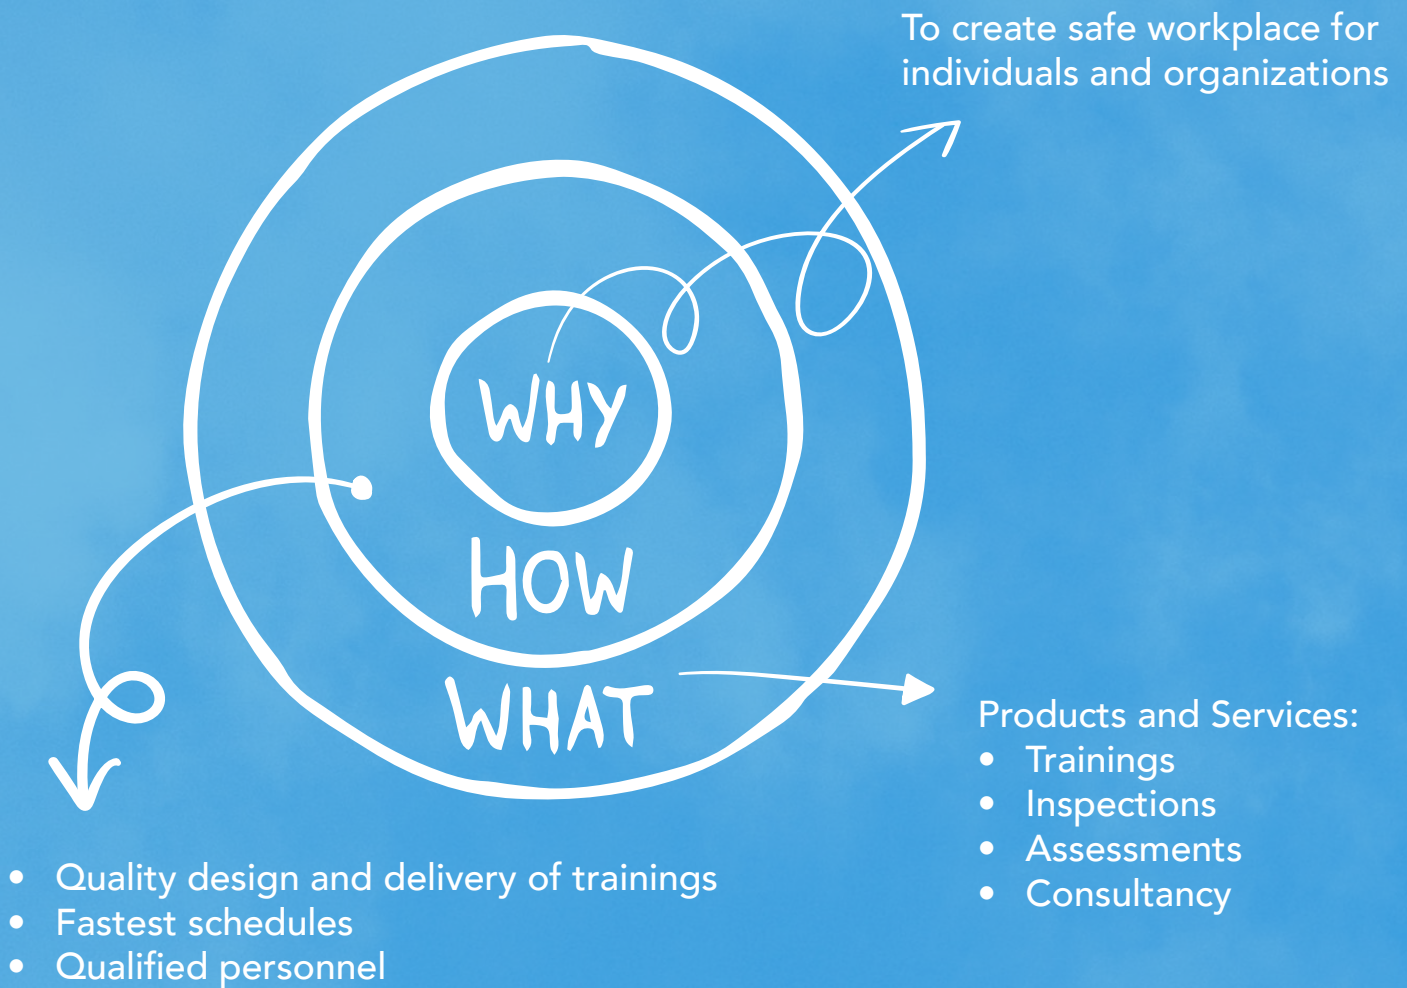 To create safe workplace for
individuals and organizations
WHY
HOW
WHAT
Products and Services:
• Trainings
• Inspections
• Assessments
• Consultancy
• Quality design and delivery of trainings
• Fastest schedules
• Qualified personnel